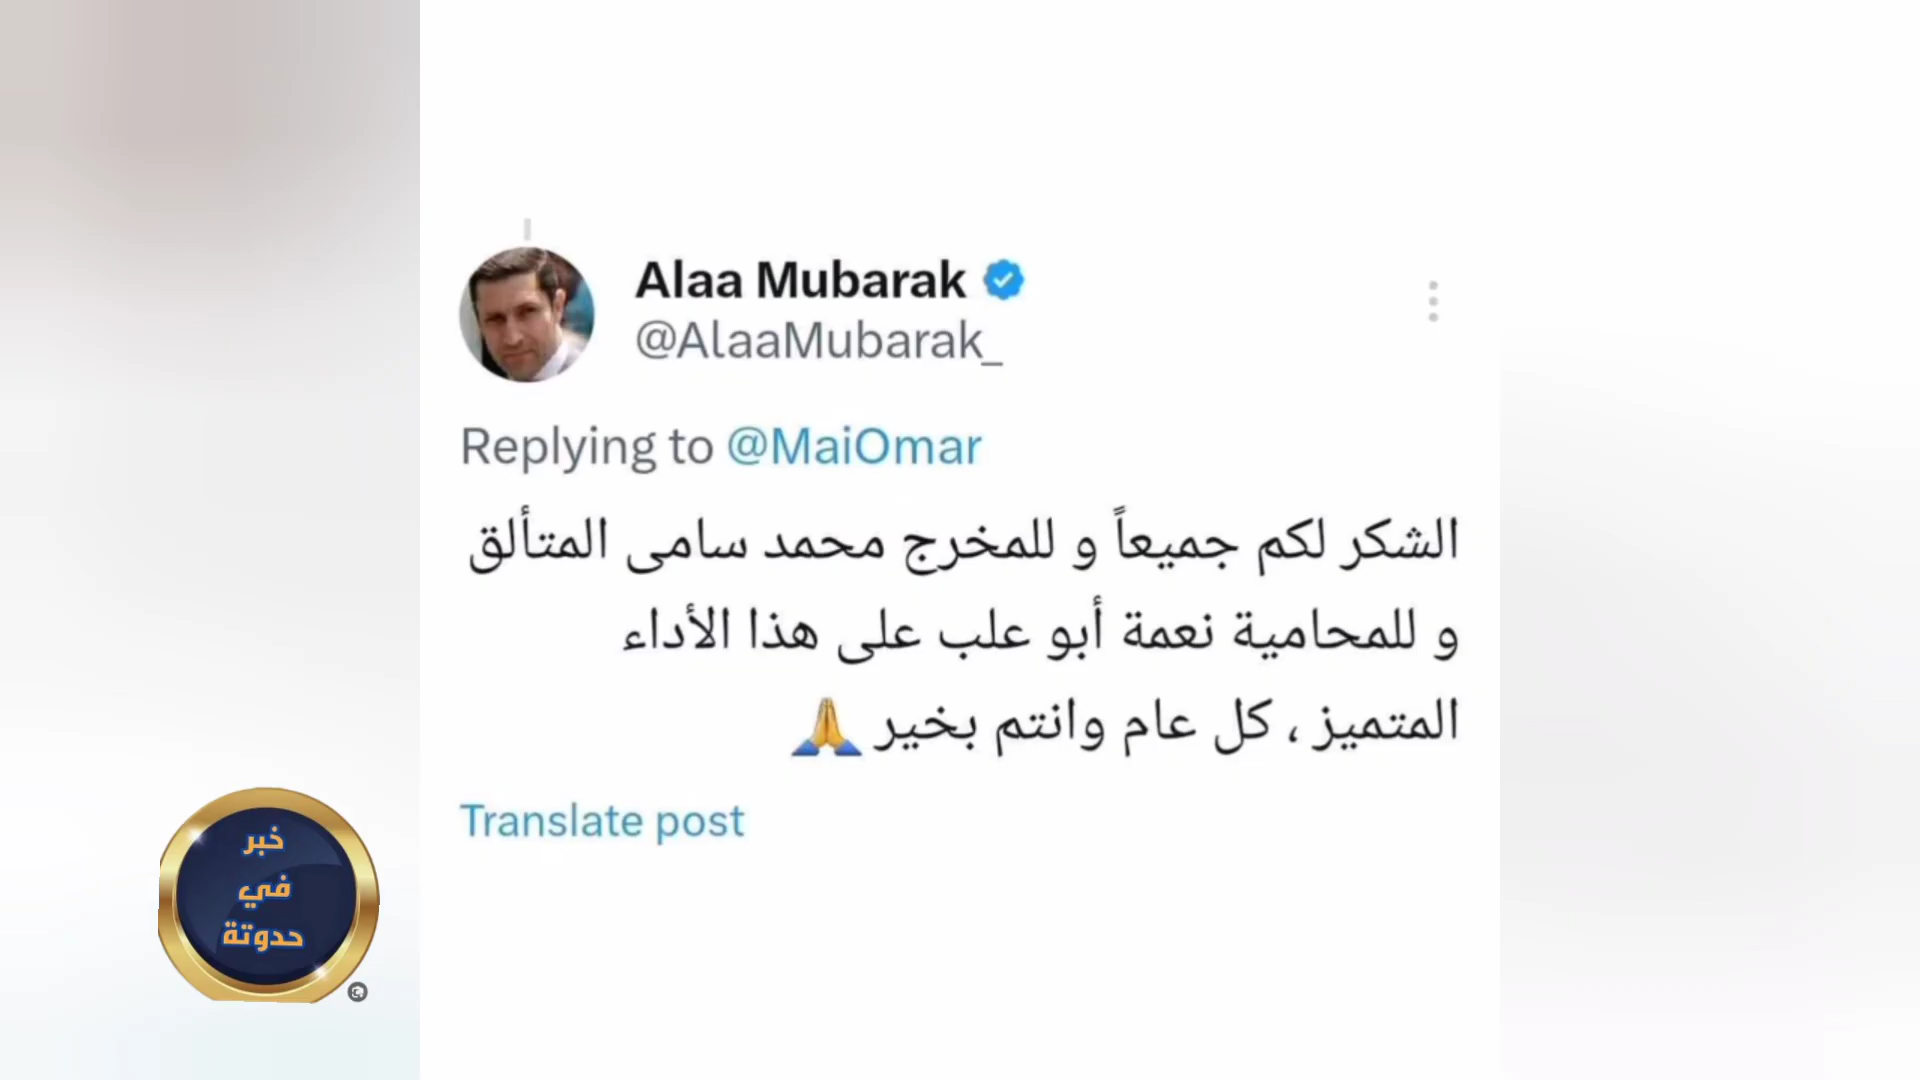 Alaa Mubarak
@AlaaMubarak_
Replying to @MaiOmar
الشكر لكم جميعاً و للمخرج محمد سامى المتألق
و للمحامية نعمة أبو علب على هذا الأداء
المتميز ، كل عام وانتم بخير 🙏
Translate post
خبر
في
حدوتة